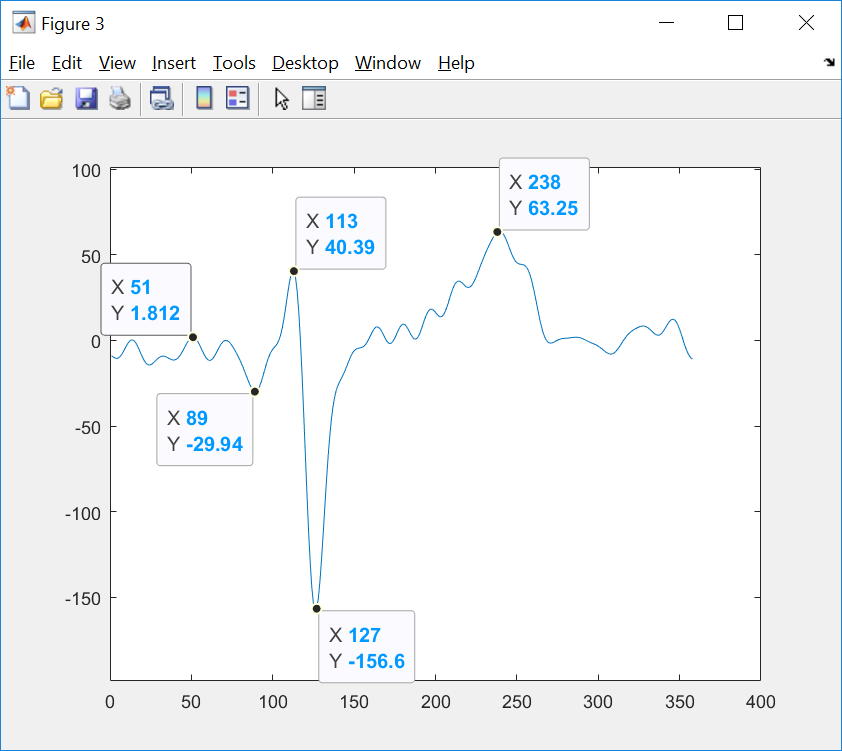 Figure 3
File Edit View Insert Tools Desktop Window Help
X 238
Y 63.25
X 113
Y 40.39
X 51
Y 1.812
X 89
Y -29.94
X 127
Y -156.6
100
50
0
-50
-100
-150
0 50 100 150 200 250 300 350 400